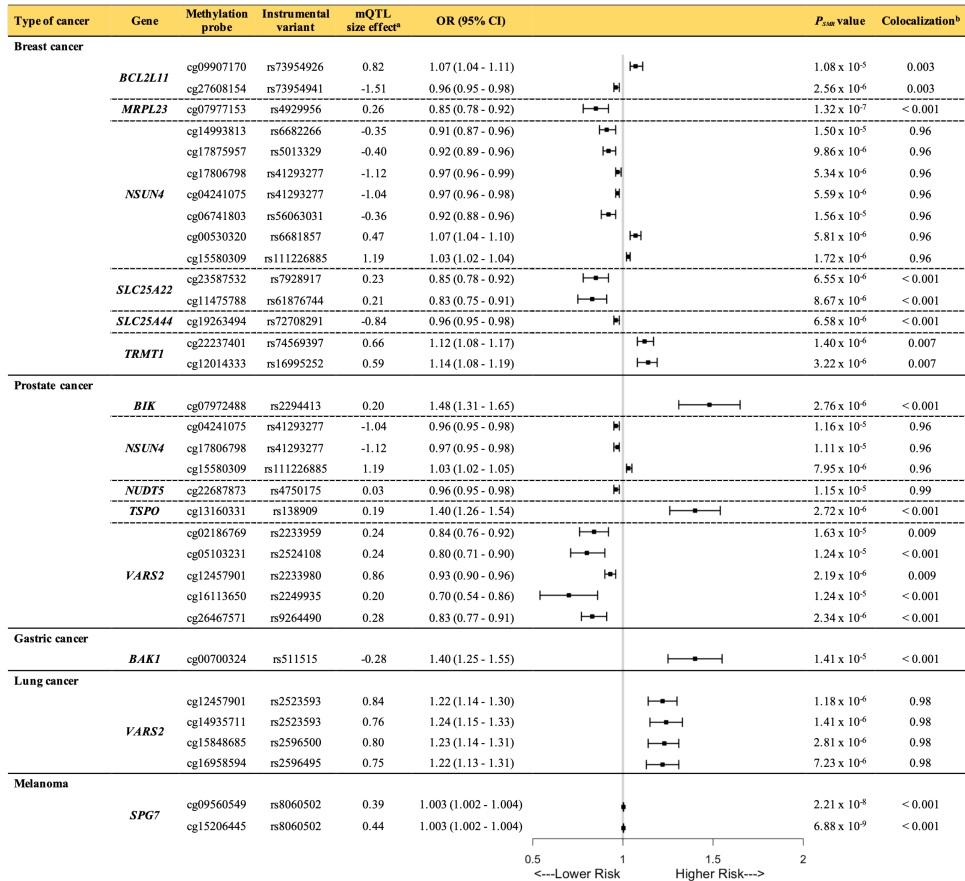 Type of cancer Gene Methylation probe Instrumental variant mQTL size effectᵃ OR (95% CI) P_SMR value Colocalizationᵇ
Breast cancer
BCL2L11 cg09907170 rs73954926 0.82 1.07 (1.04 - 1.11) 1.08 x 10⁻⁵ 0.003
cg27608154 rs73954941 -1.51 0.96 (0.95 - 0.98) 2.56 x 10⁻⁶ 0.003
MRPL23 cg07977153 rs4929956 0.26 0.85 (0.78 - 0.92) 1.32 x 10⁻⁷ < 0.001
NSUN4 cg14993813 rs6682266 -0.35 0.91 (0.87 - 0.96) 1.50 x 10⁻⁵ 0.96
cg17875957 rs5013329 -0.40 0.92 (0.89 - 0.96) 9.86 x 10⁻⁶ 0.96
cg17806798 rs41293277 -1.12 0.97 (0.96 - 0.99) 5.34 x 10⁻⁶ 0.96
cg04241075 rs41293277 -1.04 0.97 (0.96 - 0.98) 5.59 x 10⁻⁶ 0.96
cg06741803 rs56063031 -0.36 0.92 (0.88 - 0.96) 1.56 x 10⁻⁵ 0.96
cg00530320 rs6681857 0.47 1.07 (1.04 - 1.10) 5.81 x 10⁻⁶ 0.96
cg15580309 rs111226885 1.19 1.03 (1.02 - 1.04) 1.72 x 10⁻⁶ 0.96
SLC25A22 cg23587532 rs7928917 0.23 0.85 (0.78 - 0.92) 6.55 x 10⁻⁶ < 0.001
cg11475788 rs61876744 0.21 0.83 (0.75 - 0.91) 8.67 x 10⁻⁶ < 0.001
SLC25A44 cg19263494 rs72708291 -0.84 0.96 (0.95 - 0.98) 6.58 x 10⁻⁶ < 0.001
TRMT1 cg22237401 rs74569397 0.66 1.12 (1.08 - 1.17) 1.40 x 10⁻⁶ 0.007
cg12014333 rs16995252 0.59 1.14 (1.08 - 1.19) 3.22 x 10⁻⁶ 0.007
Prostate cancer
BIK cg07972488 rs2294413 0.20 1.48 (1.31 - 1.65) 2.76 x 10⁻⁶ < 0.001
NSUN4 cg04241075 rs41293277 -1.04 0.96 (0.95 - 0.98) 1.16 x 10⁻⁵ 0.96
cg17806798 rs41293277 -1.12 0.97 (0.95 - 0.98) 1.11 x 10⁻⁵ 0.96
cg15580309 rs111226885 1.19 1.03 (1.02 - 1.05) 7.95 x 10⁻⁶ 0.96
NUDT5 cg22687873 rs4750175 0.03 0.96 (0.95 - 0.98) 1.15 x 10⁻⁵ 0.99
TSPO cg13160331 rs138909 0.19 1.40 (1.26 - 1.54) 2.72 x 10⁻⁶ < 0.001
VARS2 cg02186769 rs2233959 0.24 0.84 (0.76 - 0.92) 1.63 x 10⁻⁵ 0.009
cg05103231 rs2524108 0.24 0.80 (0.71 - 0.90) 1.24 x 10⁻⁵ < 0.001
cg12457901 rs2233980 0.86 0.93 (0.90 - 0.96) 2.19 x 10⁻⁶ 0.009
cg16113650 rs2249935 0.20 0.70 (0.54 - 0.86) 1.24 x 10⁻⁵ < 0.001
cg26467571 rs9264490 0.28 0.83 (0.77 - 0.91) 2.34 x 10⁻⁶ < 0.001
Gastric cancer
BAK1 cg00700324 rs511515 -0.28 1.40 (1.25 - 1.55) 1.41 x 10⁻⁵ < 0.001
Lung cancer
VARS2 cg12457901 rs2523593 0.84 1.22 (1.14 - 1.30) 1.18 x 10⁻⁶ 0.98
cg14935711 rs2523593 0.76 1.24 (1.15 - 1.33) 1.41 x 10⁻⁶ 0.98
cg15848685 rs2596500 0.80 1.23 (1.14 - 1.31) 2.81 x 10⁻⁶ 0.98
cg16958594 rs2596495 0.75 1.22 (1.13 - 1.31) 7.23 x 10⁻⁶ 0.98
Melanoma
SPG7 cg09560549 rs8060502 0.39 1.003 (1.002 - 1.004) 2.21 x 10⁻⁸ < 0.001
cg15206445 rs8060502 0.44 1.003 (1.002 - 1.004) 6.88 x 10⁻⁹ < 0.001
0.5 1 1.5 2
<---Lower Risk Higher Risk--->